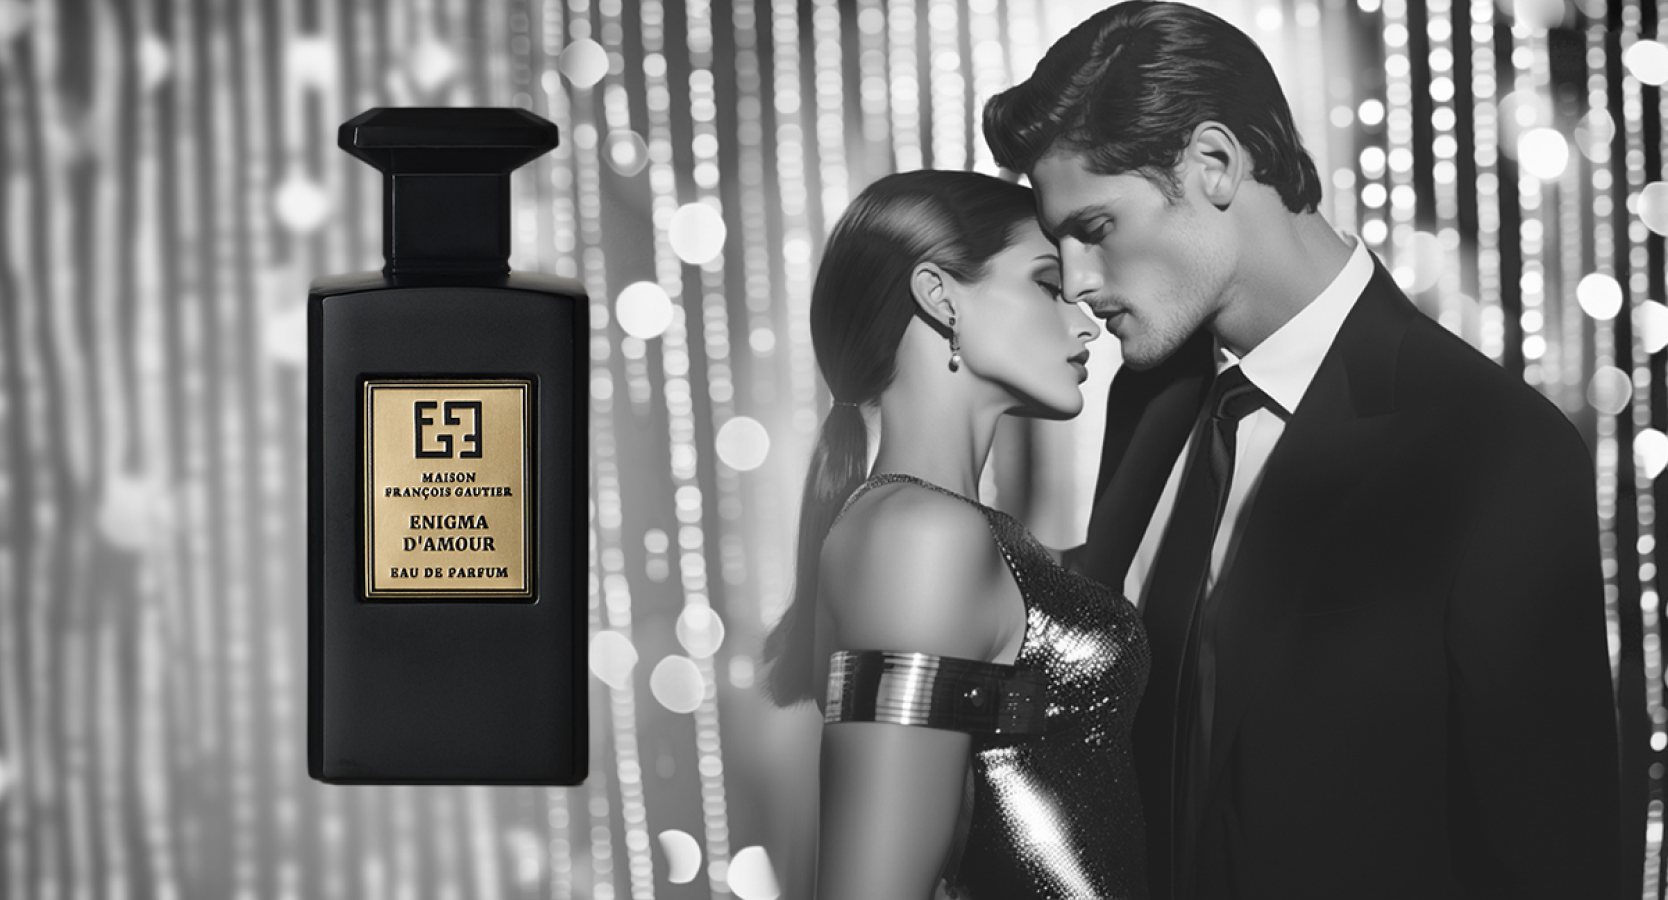 MAISON
FRANÇOIS GAUTIER
ENIGMA
D'AMOUR
EAU DE PARFUM